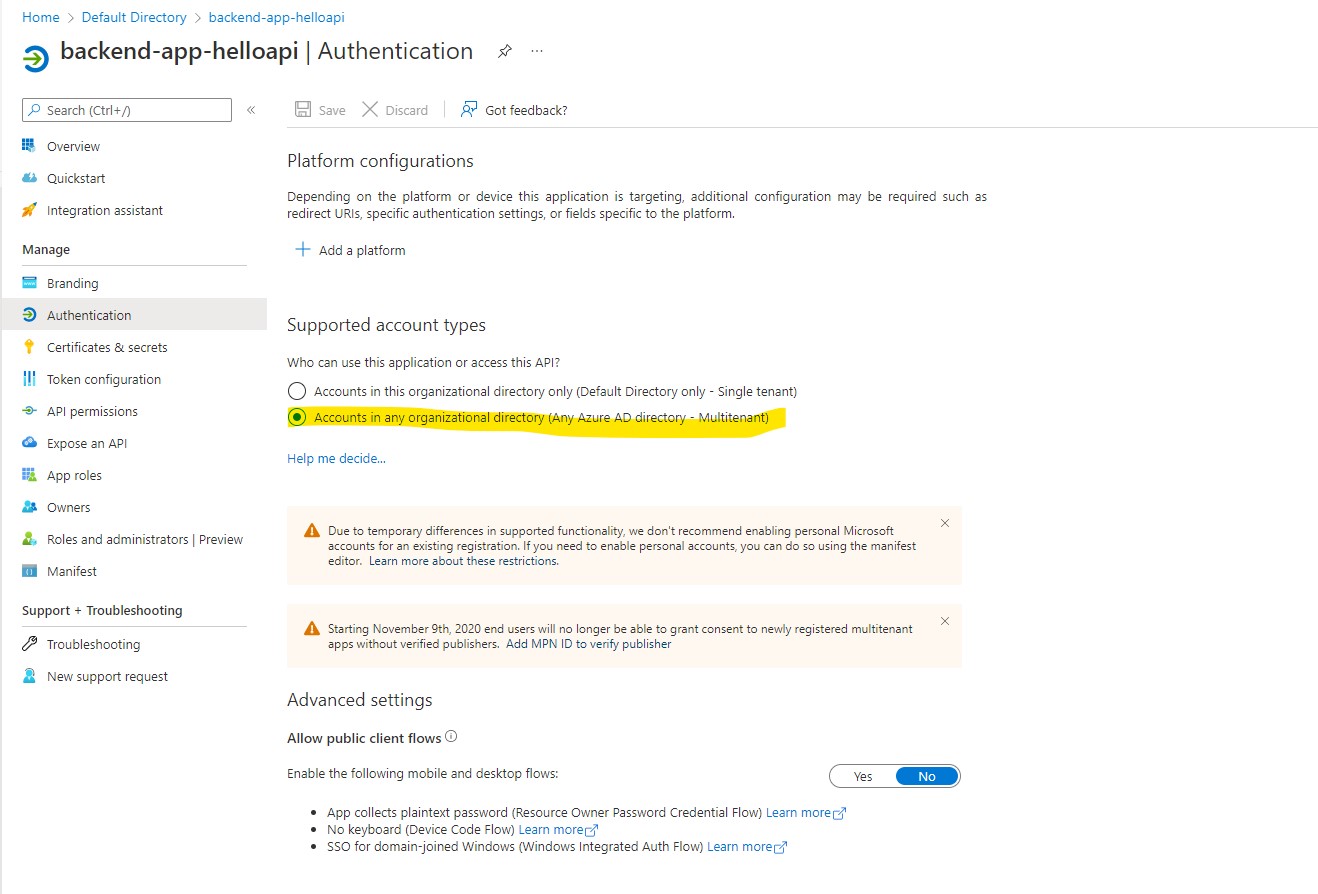 Home > Default Directory > backend-app-helloapi
backend-app-helloapi | Authentication
Search (Ctrl+/)
«
Save
Discard
Got feedback?
Overview
Quickstart
Integration assistant
Manage
Branding
Authentication
Certificates & secrets
Token configuration
API permissions
Expose an API
App roles
Owners
Roles and administrators | Preview
Manifest
Support + Troubleshooting
Troubleshooting
New support request
Platform configurations
Depending on the platform or device this application is targeting, additional configuration may be required such as
redirect URIs, specific authentication settings, or fields specific to the platform.
Add a platform
Supported account types
Who can use this application or access this API?
Accounts in this organizational directory only (Default Directory only - Single tenant)
Accounts in any organizational directory (Any Azure AD directory - Multitenant)
Help me decide...
Due to temporary differences in supported functionality, we don't recommend enabling personal Microsoft
accounts for an existing registration. If you need to enable personal accounts, you can do so using the manifest
editor. Learn more about these restrictions.
Starting November 9th, 2020 end users will no longer be able to grant consent to newly registered multitenant
apps without verified publishers. Add MPN ID to verify publisher
Advanced settings
Allow public client flows
Enable the following mobile and desktop flows:
Yes No
• App collects plaintext password (Resource Owner Password Credential Flow) Learn more
• No keyboard (Device Code Flow) Learn more
• SSO for domain-joined Windows (Windows Integrated Auth Flow) Learn more